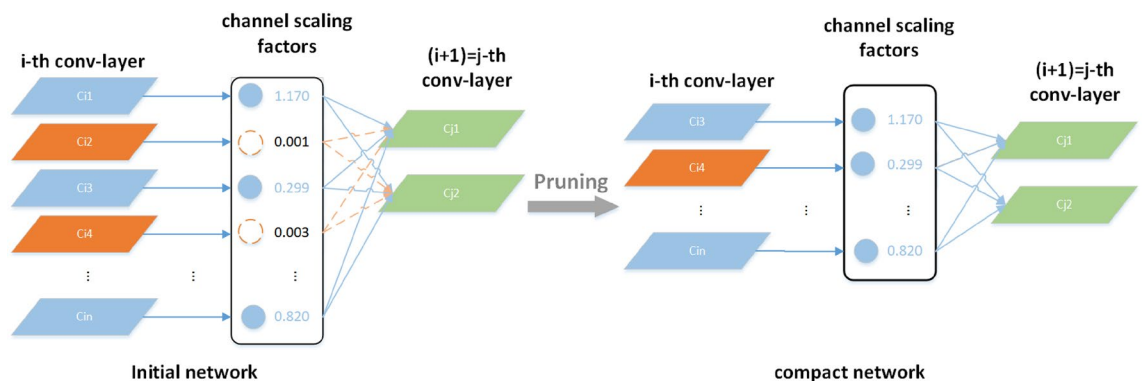 channel scaling
factors
i-th conv-layer
(i+1)=j-th
conv-layer
Ci1
1.170
Ci2
0.001
Ci3
0.299
Ci4
0.003
⋮ ⋮ ⋮
Cin
0.820
Cj1
Cj2
Initial network
Pruning
channel scaling
factors
i-th conv-layer
(i+1)=j-th
conv-layer
Ci3
1.170
Ci4
0.299
⋮ ⋮ ⋮
Cin
0.820
Cj1
Cj2
compact network